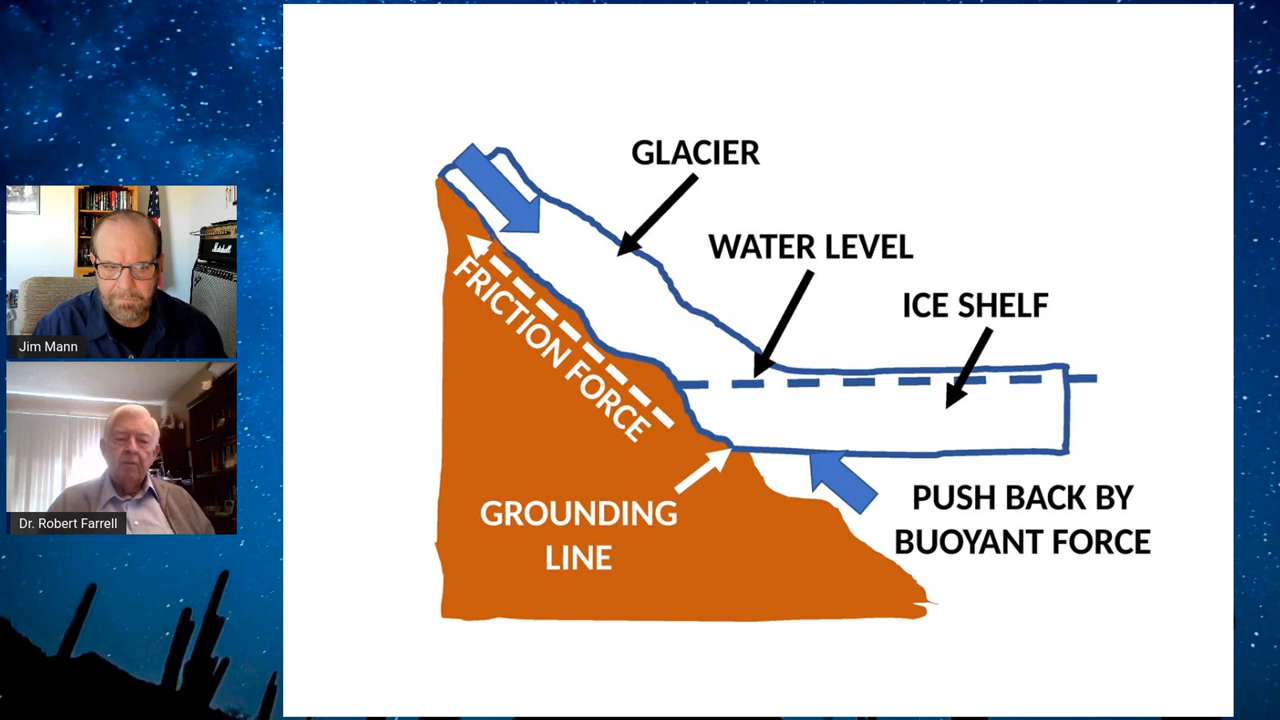 GLACIER
WATER LEVEL
ICE SHELF
FRICTION FORCE
GROUNDING
LINE
PUSH BACK BY
BUOYANT FORCE
Marshall
Jim Mann
Dr. Robert Farrell